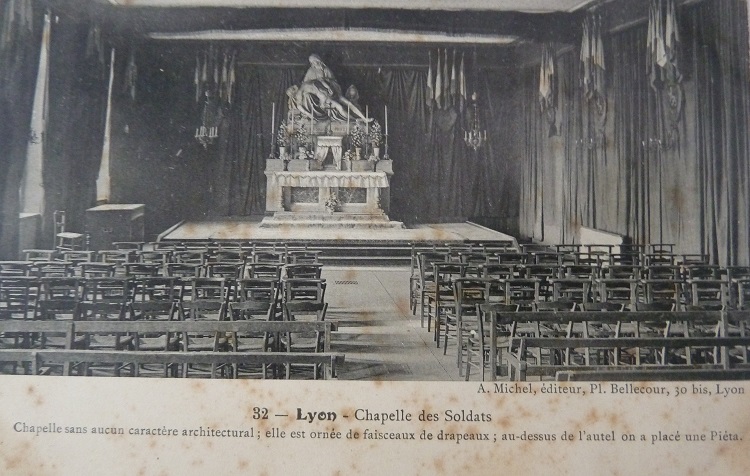 A. Michel, éditeur, Pl. Bellecour, 30 bis, Lyon
32 — Lyon - Chapelle des Soldats
Chapelle sans aucun caractère architectural ; elle est ornée de faisceaux de drapeaux ; au-dessus de l'autel on a placé une Piéta.